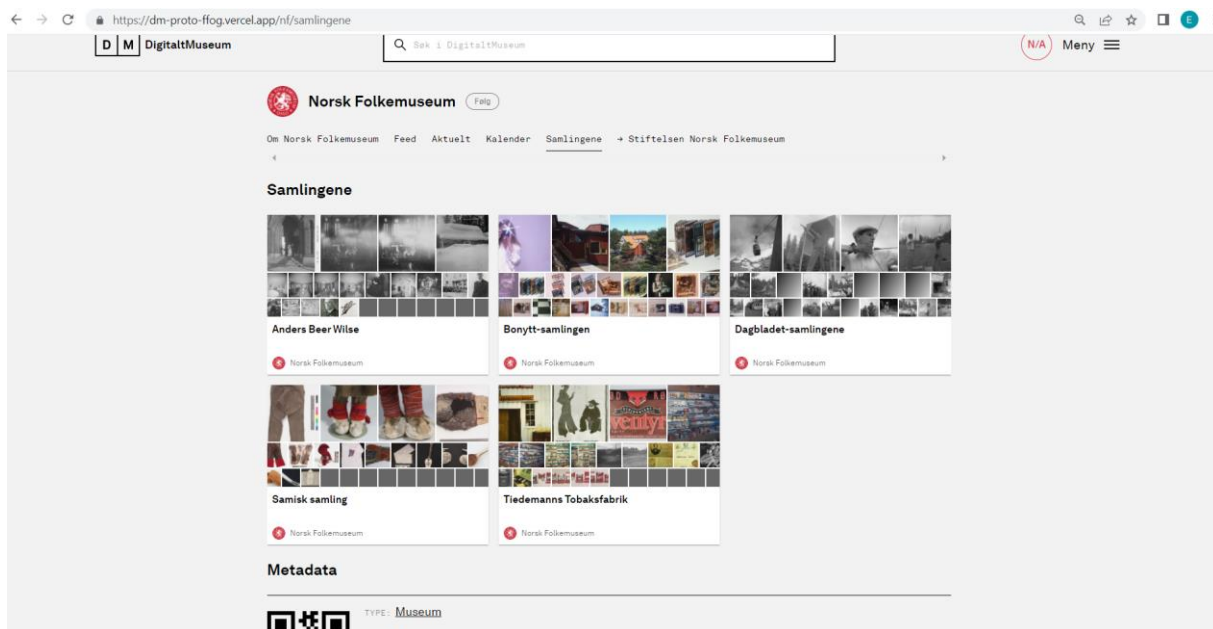 https://dm-proto-ffog.vercel.app/nf/samlingene
E
D M DigitaltMuseum
Søk i DigitaltMuseum
N/A Meny
Norsk Folkemuseum Følg
Om Norsk Folkemuseum Feed Aktuelt Kalender Samlingene → Stiftelsen Norsk Folkemuseum
Samlingene
Anders Beer Wilse Bonytt-samlingen Dagbladet-samlingene
Norsk Folkemuseum Norsk Folkemuseum Norsk Folkemuseum
ventyr
Samisk samling Tiedemanns Tobaksfabrik
Norsk Folkemuseum Norsk Folkemuseum
Metadata
TYPE: Museum